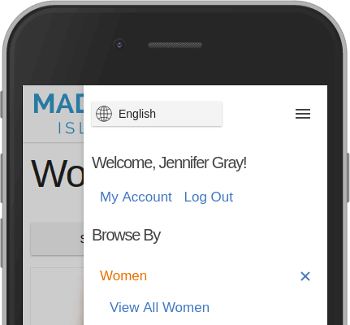 MAD
ISL
English
Wo
Welcome, Jennifer Gray!
My Account Log Out
Browse By
S
Women
View All Women